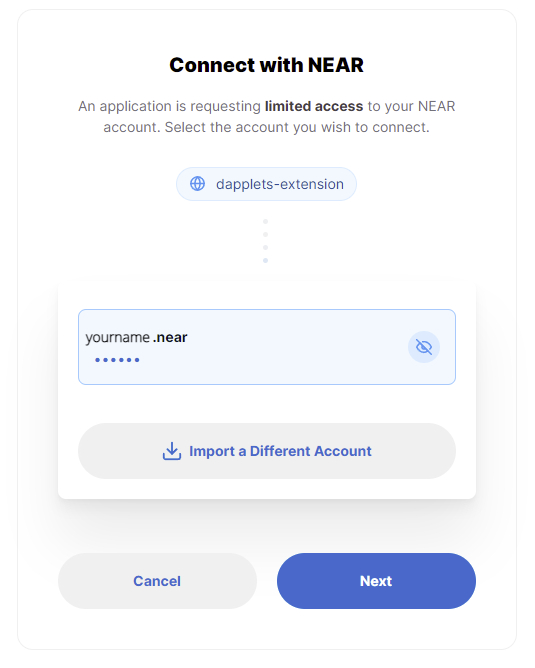 Connect with NEAR
An application is requesting limited access to your NEAR
account. Select the account you wish to connect.
dapplets-extension
yourname.near
••••••
Import a Different Account
Cancel
Next